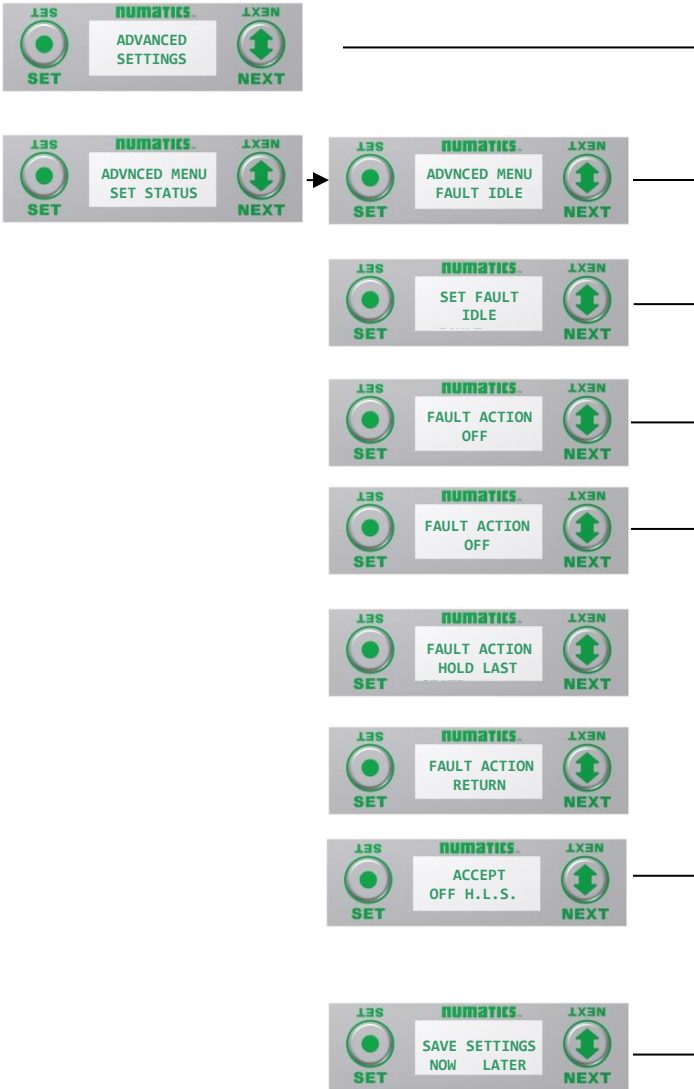 SET numatics NEXT
ADVANCED
SETTINGS
SET NEXT
SET numatics NEXT
ADVNCED MENU
SET STATUS
SET NEXT
SET numatics NEXT
ADVNCED MENU
FAULT IDLE
SET NEXT
SET numatics NEXT
SET FAULT
IDLE
SET NEXT
SET numatics NEXT
FAULT ACTION
OFF
SET NEXT
SET numatics NEXT
FAULT ACTION
OFF
SET NEXT
SET numatics NEXT
FAULT ACTION
HOLD LAST
SET NEXT
SET numatics NEXT
FAULT ACTION
RETURN
SET NEXT
SET numatics NEXT
ACCEPT
OFF H.L.S.
SET NEXT
SET numatics NEXT
SAVE SETTINGS
NOW LATER
SET NEXT